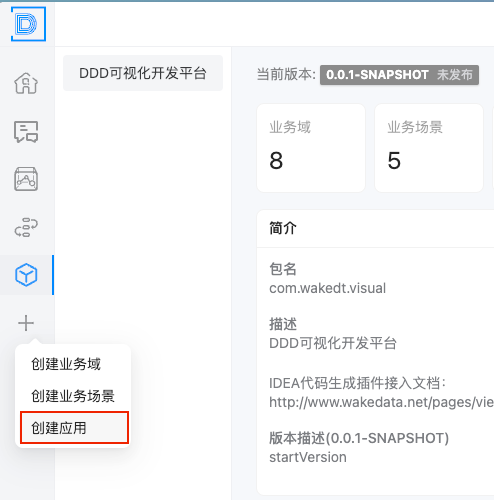 DDD可视化开发平台
当前版本: 0.0.1-SNAPSHOT 未发布
业务域
8
业务场景
5
简介
包名
com.wakedt.visual
描述
DDD可视化开发平台
IDEA代码生成插件接入文档：
http://www.wakedata.net/pages/vie
版本描述(0.0.1-SNAPSHOT)
startVersion
创建业务域
创建业务场景
创建应用